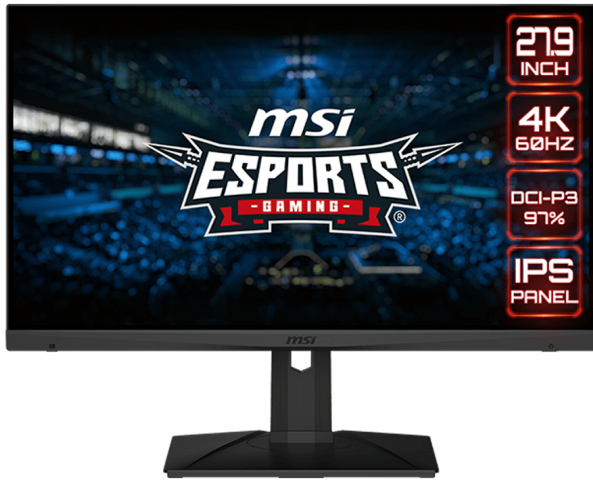 msi
ESPORTS
- GAMING -
®
27.9
INCH
4K
60HZ
DCI-P3
97%
IPS
PANEL
msi